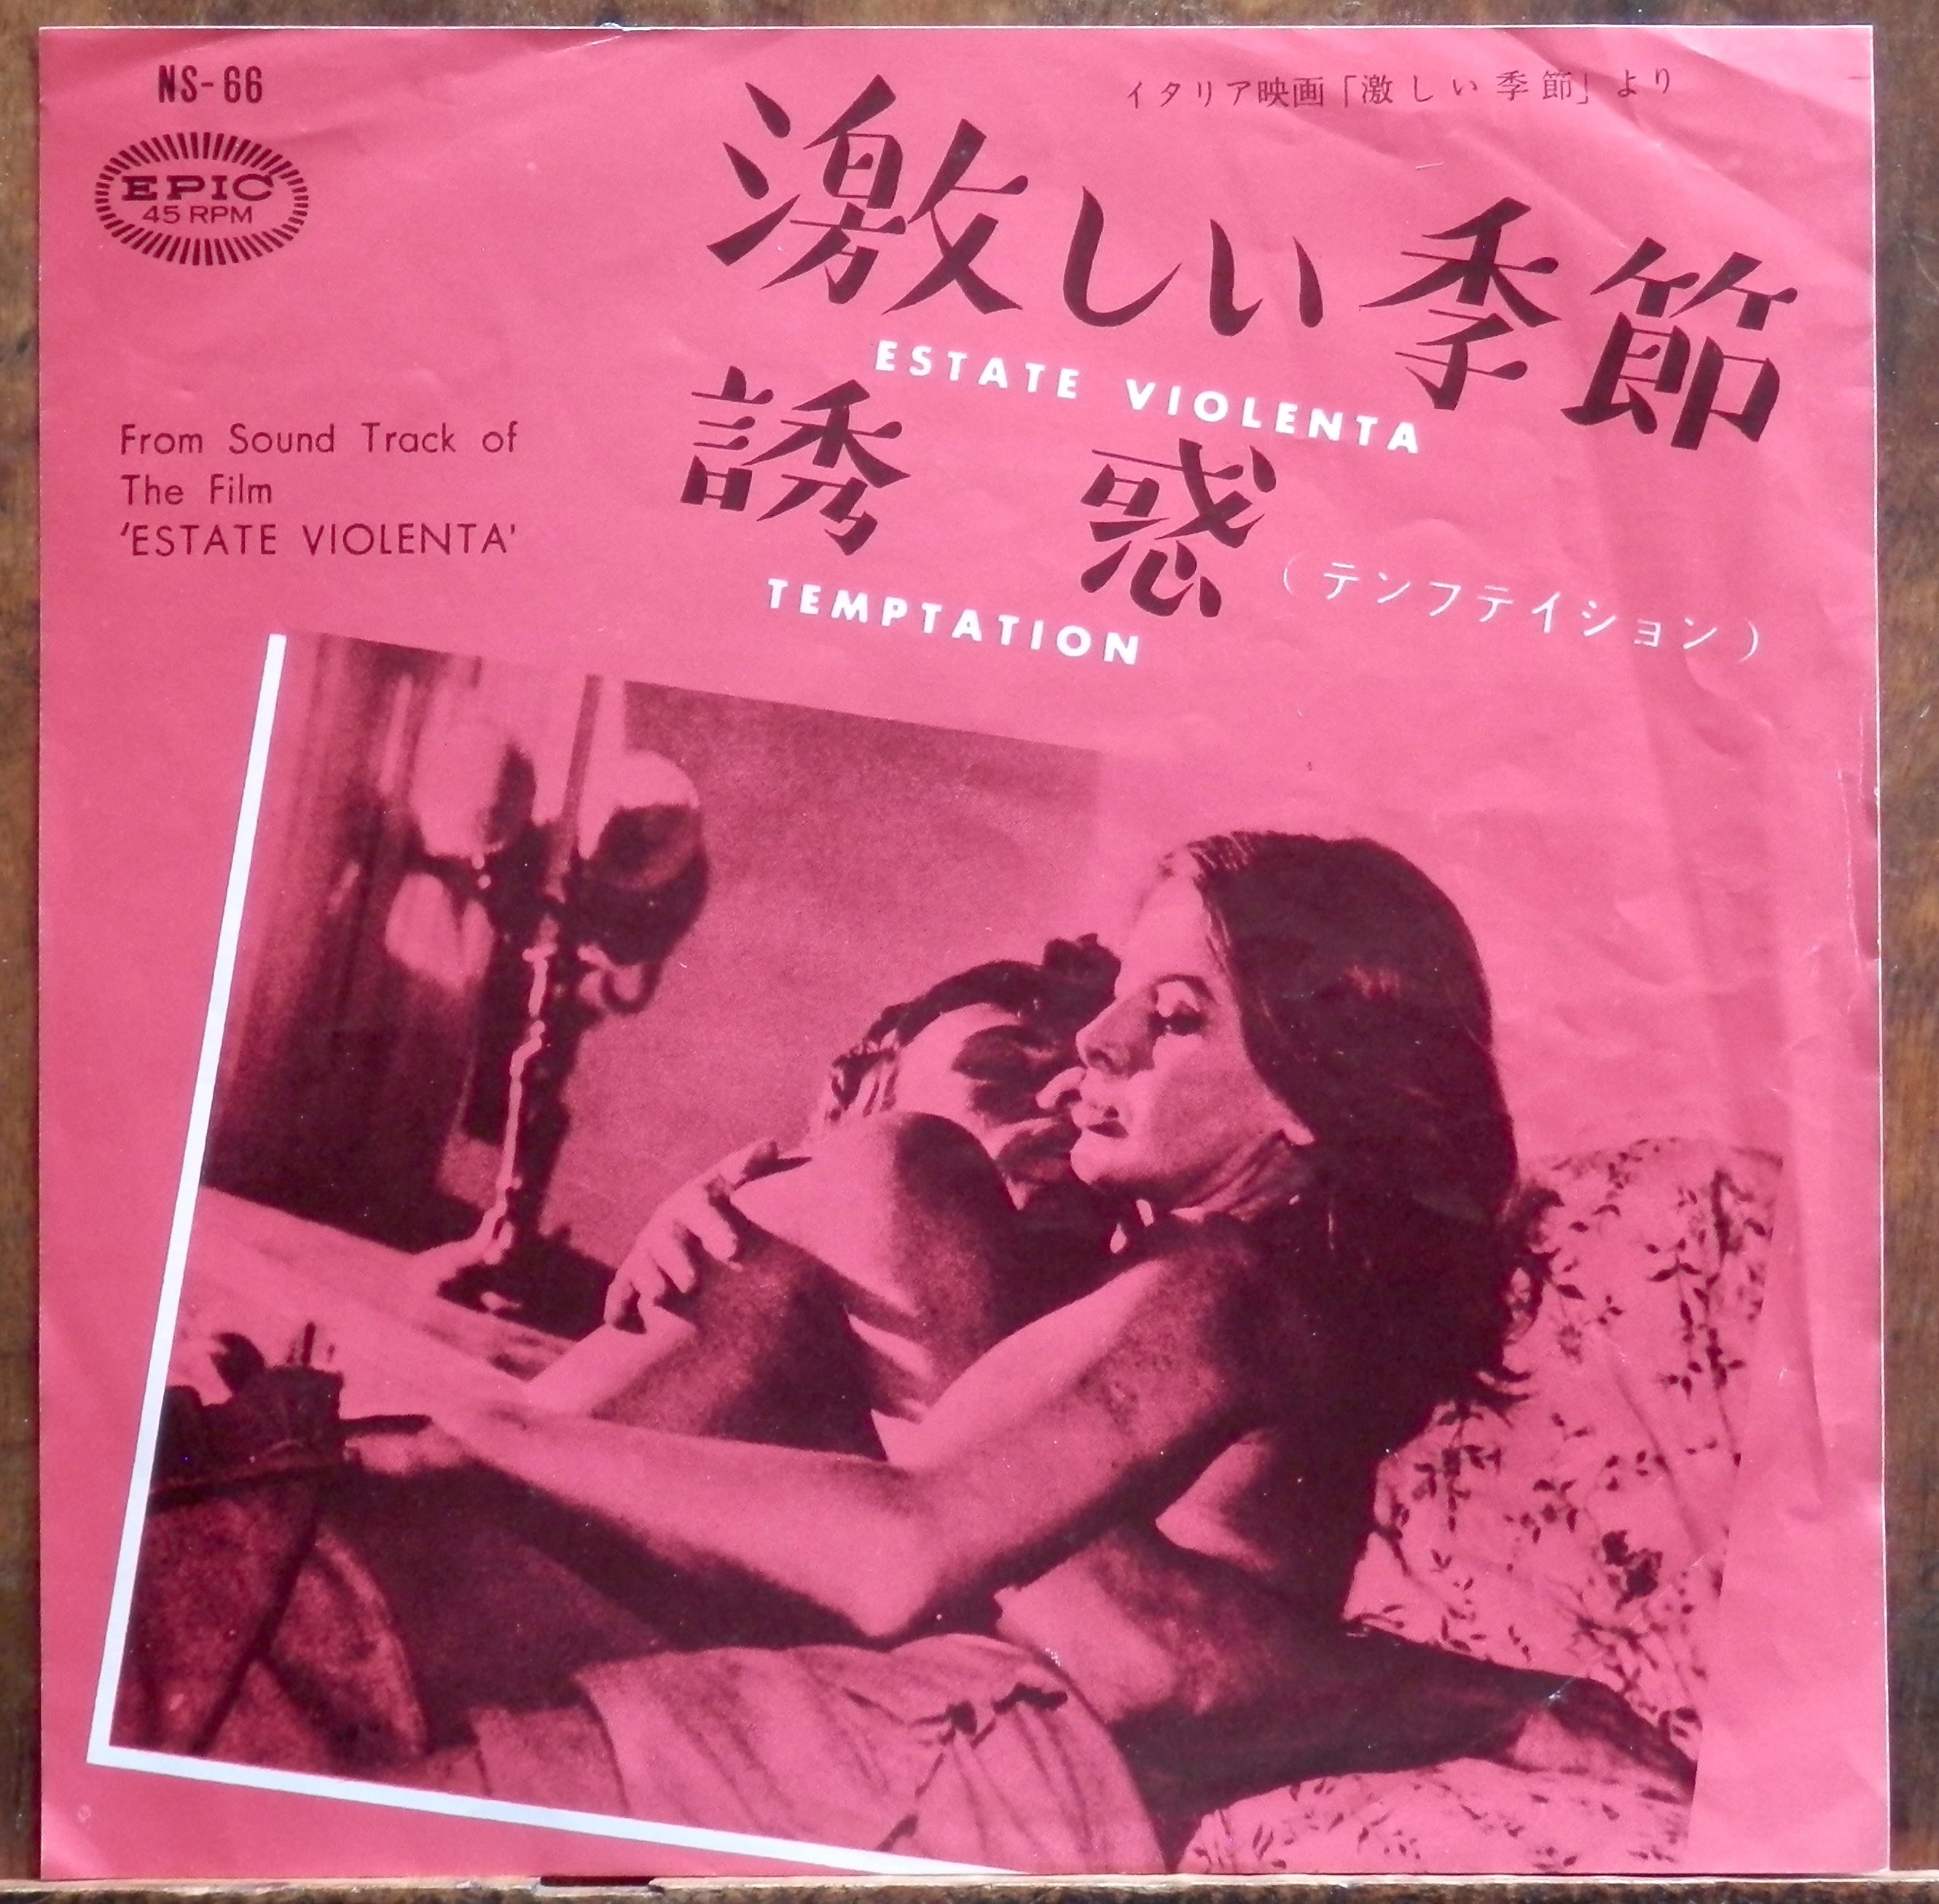 NS-66
EPIC
45 RPM
イタリア映画「激しい季節」より
激しい季節
ESTATE VIOLENTA
誘惑(テンプテイション)
TEMPTATION
From Sound Track of
The Film
'ESTATE VIOLENTA'